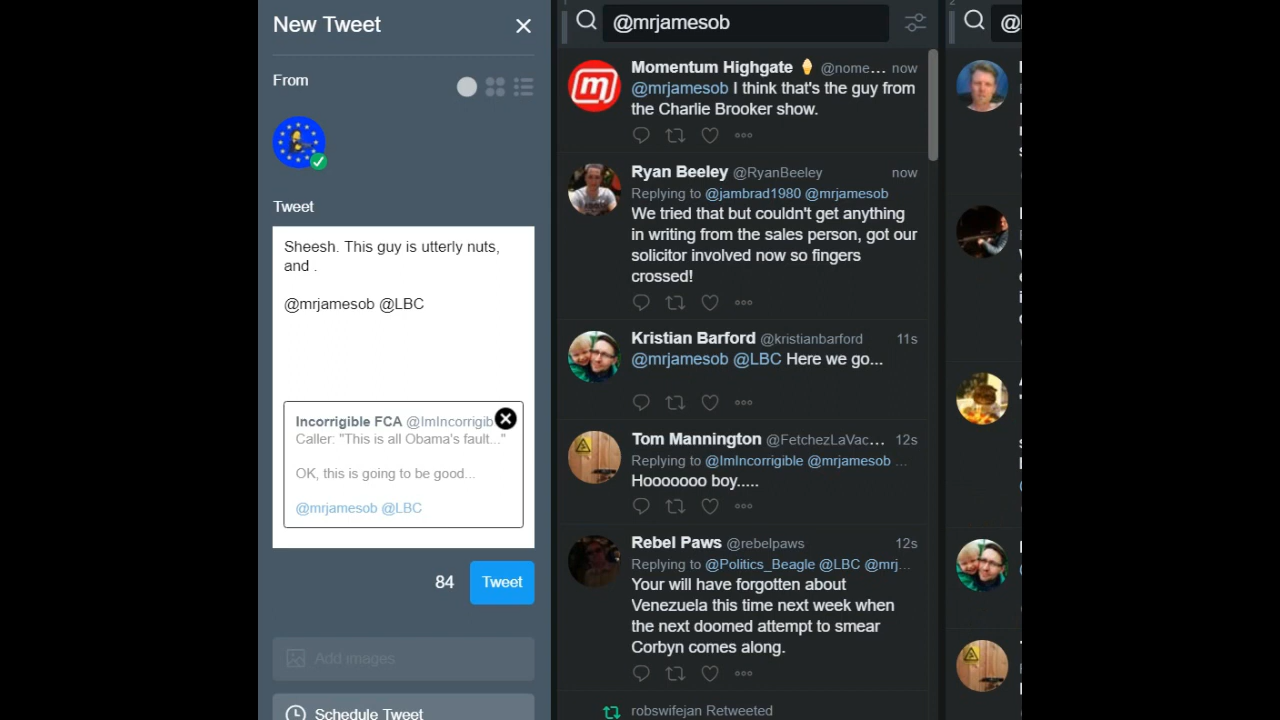 New Tweet
From
Tweet
Sheesh. This guy is utterly nuts,
and .
@mrjamesob @LBC
Incorrigible FCA @ImIncorrigib
Caller: "This is all Obama's fault..."
OK, this is going to be good...
@mrjamesob @LBC
84
Tweet
Add images
Schedule Tweet
1
@mrjamesob
Momentum Highgate @nome... now
@mrjamesob I think that's the guy from
the Charlie Brooker show.
Ryan Beeley @RyanBeeley now
Replying to @jambrad1980 @mrjamesob
We tried that but couldn't get anything
in writing from the sales person, got our
solicitor involved now so fingers
crossed!
Kristian Barford @kristianbarford 11s
@mrjamesob @LBC Here we go...
Tom Mannington @FetchezLaVac... 12s
Replying to @ImIncorrigible @mrjamesob ...
Hooooooo boy.....
Rebel Paws @rebelpaws 12s
Replying to @Politics_Beagle @LBC @mrj...
Your will have forgotten about
Venezuela this time next week when
the next doomed attempt to smear
Corbyn comes along.
robswifejan Retweeted
2